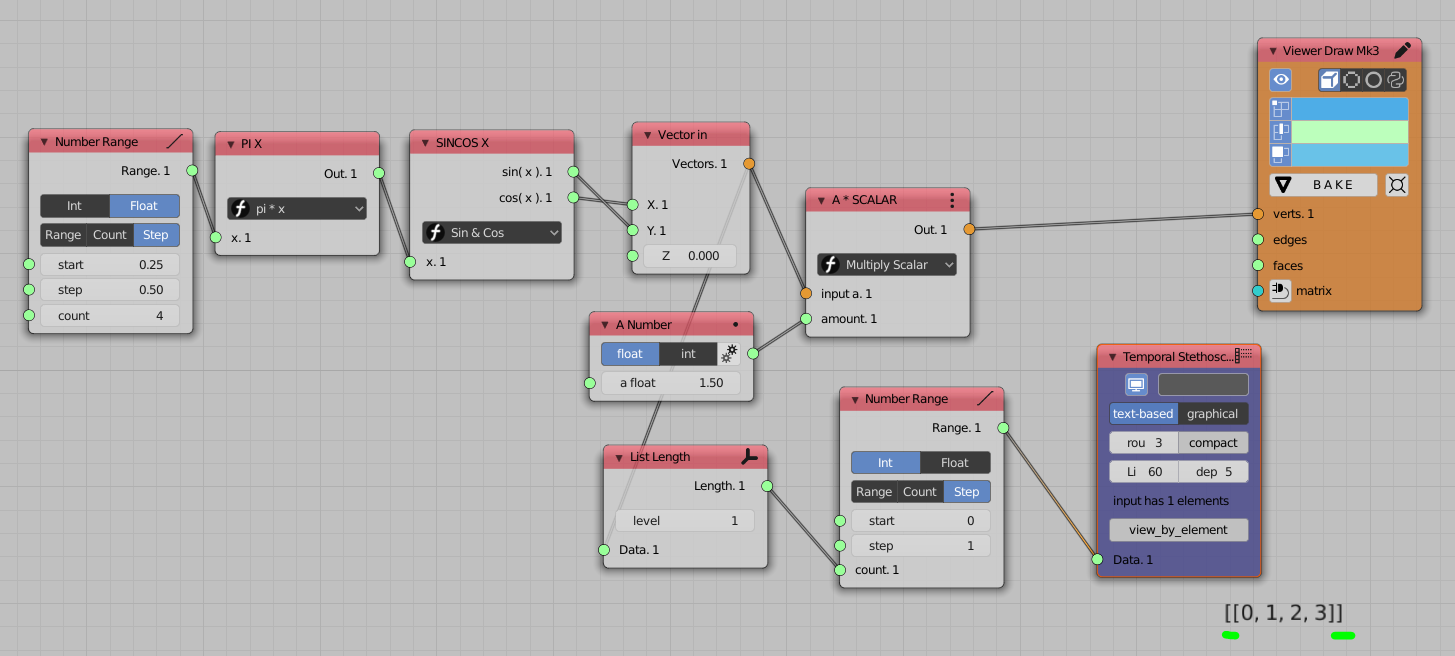 Number Range
Range. 1
Int Float
Range Count Step
start 0.25
step 0.50
count 4
PI X
Out. 1
pi * x
x. 1
SINCOS X
sin( x ). 1
cos( x ). 1
Sin & Cos
x. 1
Vector in
Vectors. 1
X. 1
Y. 1
Z 0.000
A Number
float int
a float 1.50
List Length
Length. 1
level 1
Data. 1
A * SCALAR
Out. 1
Multiply Scalar
input a. 1
amount. 1
Number Range
Range. 1
Int Float
Range Count Step
start 0
step 1
count. 1
Viewer Draw Mk3
BAKE
verts. 1
edges
faces
matrix
Temporal Stethosc...
text-based graphical
rou 3 compact
Li 60 dep 5
input has 1 elements
view_by_element
Data. 1
[[0, 1, 2, 3]]